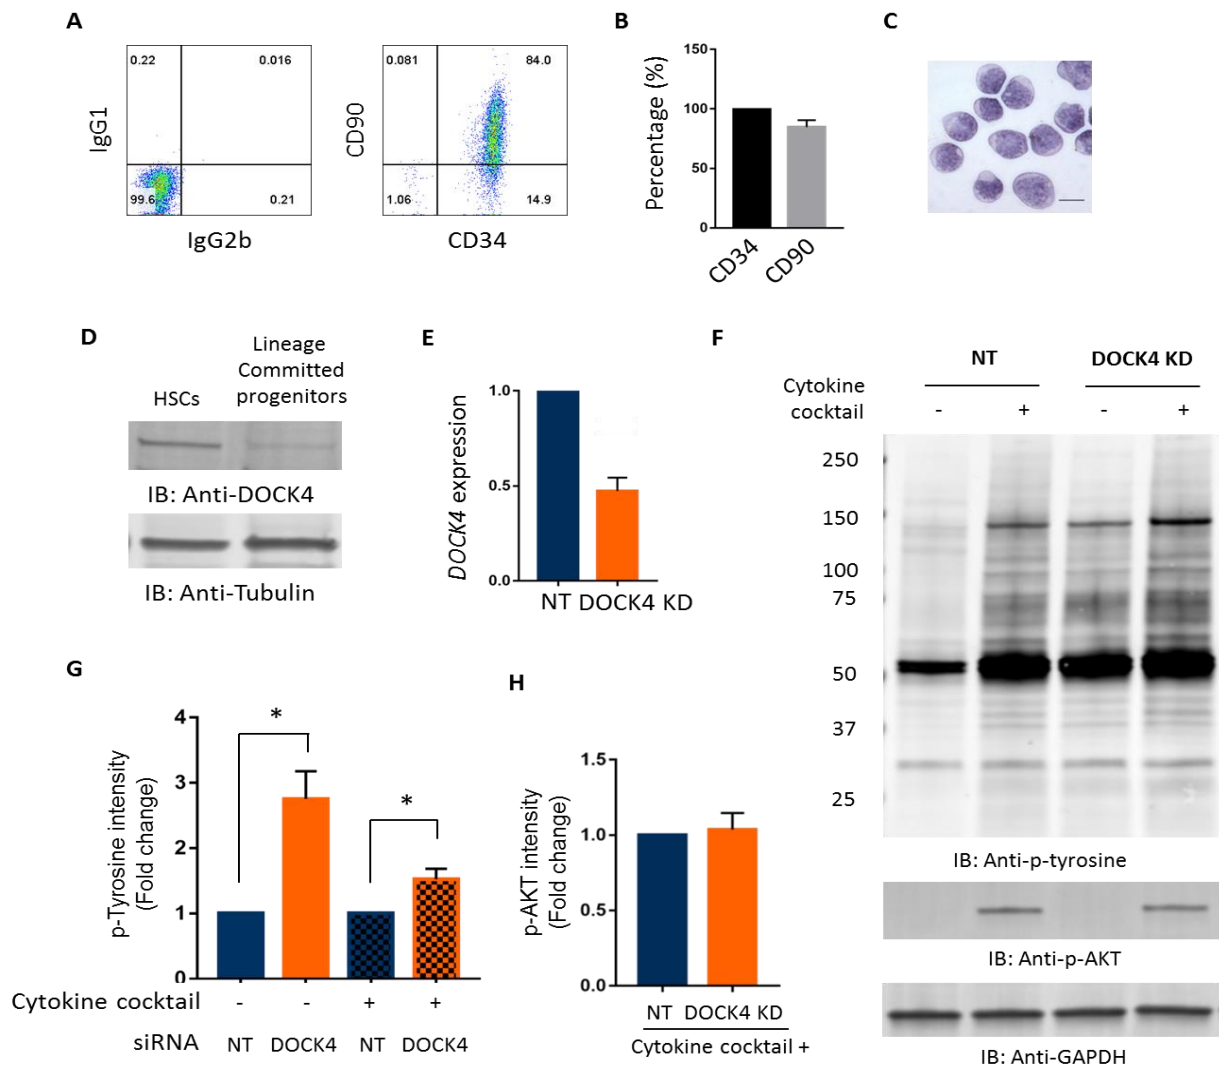 A
0.22
0.016
99.6
0.21
IgG1
IgG2b
0.081
84.0
1.06
14.9
CD90
CD34
B
150
100
50
0
Percentage (%)
CD34
CD90
C
D
HSCs
Lineage
Committed
progenitors
IB: Anti-DOCK4
IB: Anti-Tubulin
E
1.0
0.5
0.0
DOCK4 expression
NT
DOCK4 KD
F
NT
DOCK4 KD
Cytokine
cocktail
- + - +
250
150
100
75
50
37
25
IB: Anti-p-tyrosine
IB: Anti-p-AKT
IB: Anti-GAPDH
G
4
3
2
1
0
p-Tyrosine intensity
(Fold change)
*
*
Cytokine cocktail - - + +
siRNA NT DOCK4 NT DOCK4
H
1.5
1.0
0.5
0.0
p-AKT intensity
(Fold change)
NT DOCK4 KD
Cytokine cocktail +